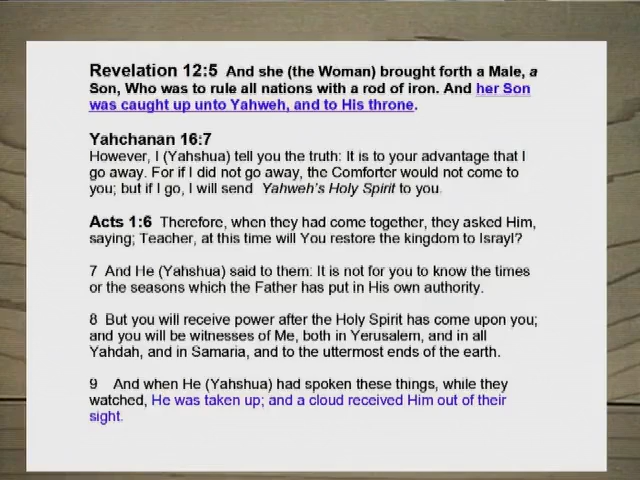 Revelation 12:5 And she (the Woman) brought forth a Male, a
Son, Who was to rule all nations with a rod of iron. And her Son
was caught up unto Yahweh, and to His throne.
Yahchanan 16:7
However, I (Yahshua) tell you the truth: It is to your advantage that I
go away. For if I did not go away, the Comforter would not come to
you; but if I go, I will send Yahweh's Holy Spirit to you.
Acts 1:6 Therefore, when they had come together, they asked Him,
saying; Teacher, at this time will You restore the kingdom to Israyl?
7 And He (Yahshua) said to them: It is not for you to know the times
or the seasons which the Father has put in His own authority.
8 But you will receive power after the Holy Spirit has come upon you;
and you will be witnesses of Me, both in Yerusalem, and in all
Yahdah, and in Samaria, and to the uttermost ends of the earth.
9 And when He (Yahshua) had spoken these things, while they
watched, He was taken up; and a cloud received Him out of their
sight.